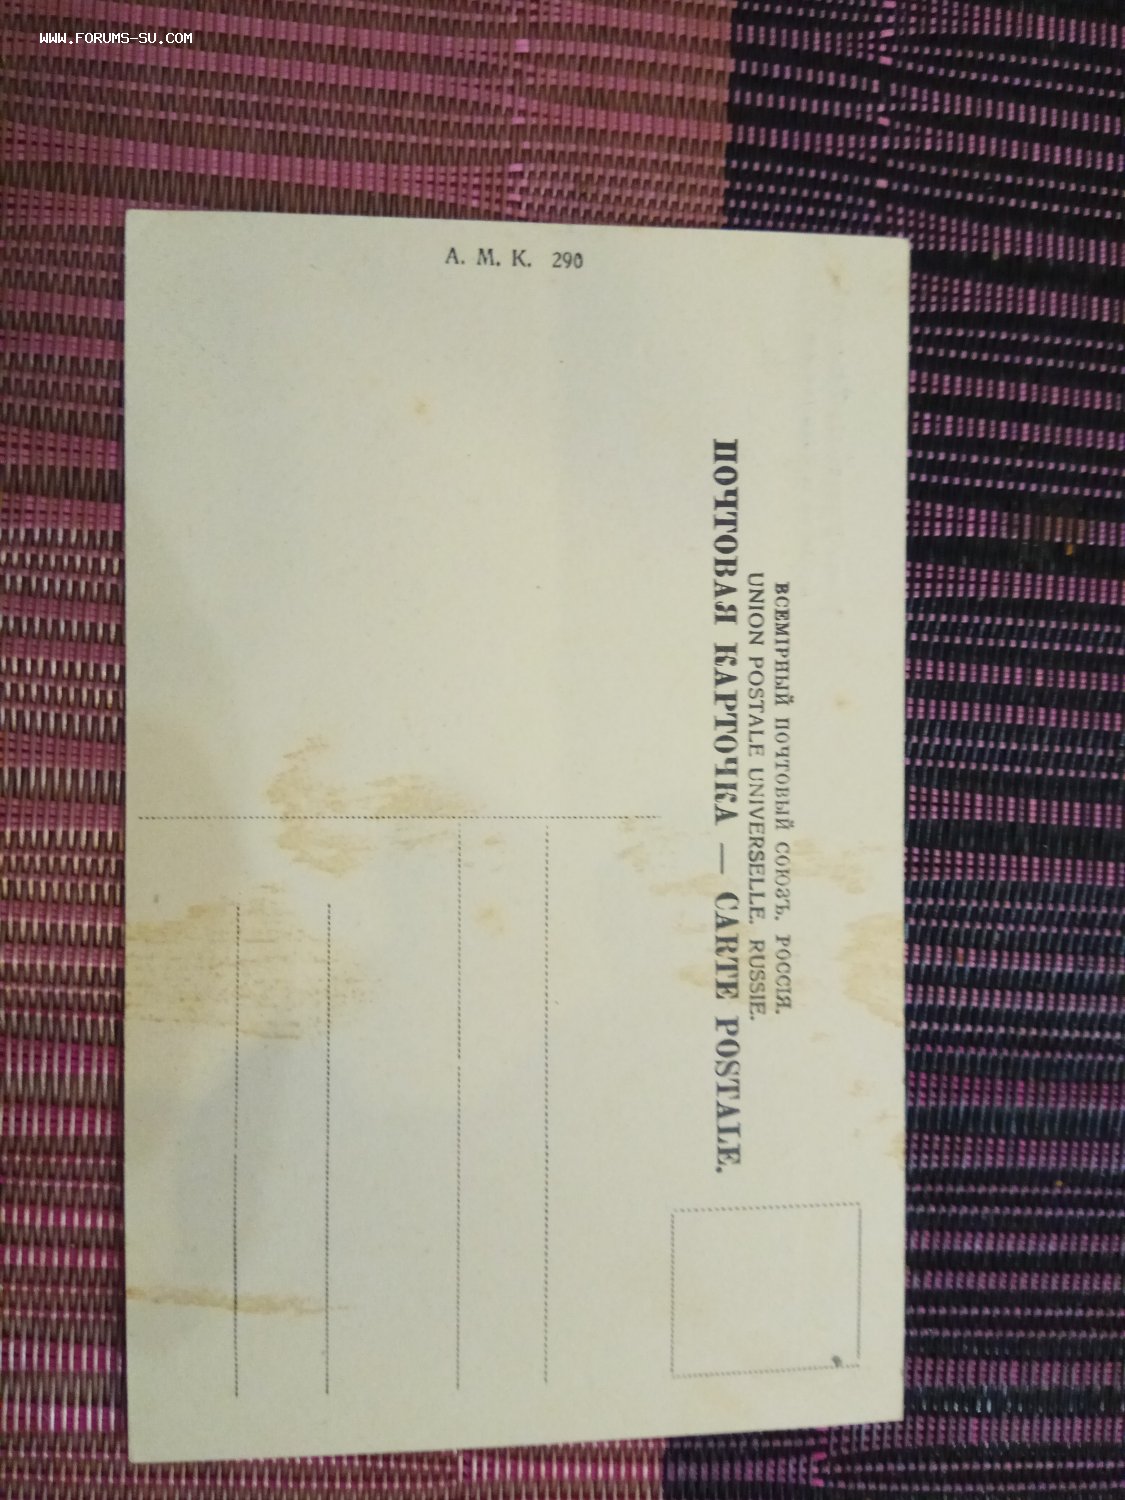 WWW.FORUMS-SU.COM
ВСЕМІРНЫЙ ПОЧТОВЫЙ СОЮЗЪ. РОССІЯ.
UNION POSTALE UNIVERSELLE. RUSSIE.
ПОЧТОВАЯ КАРТОЧКА — CARTE POSTALE.
А. М. К. 290